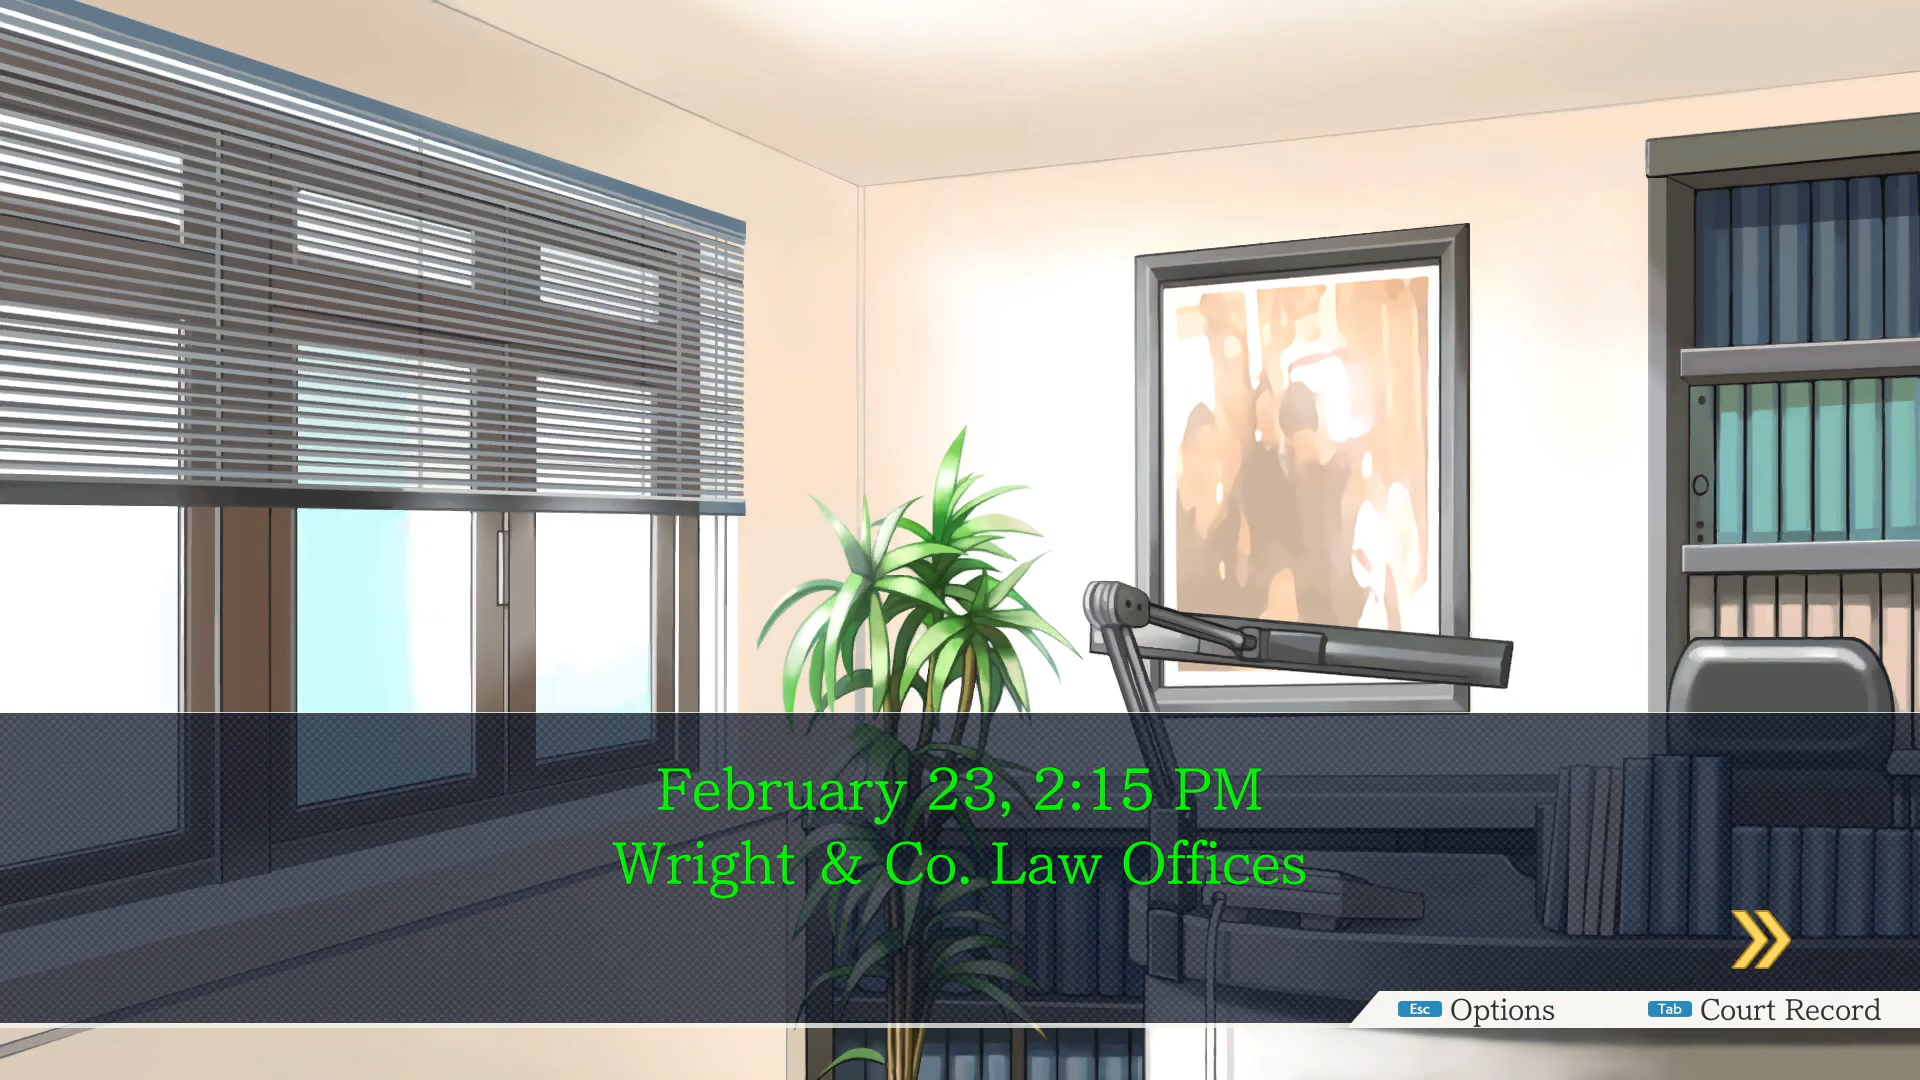 February 23, 2:15 PM
Wright & Co. Law Offices
Esc Options
Tab Court Record